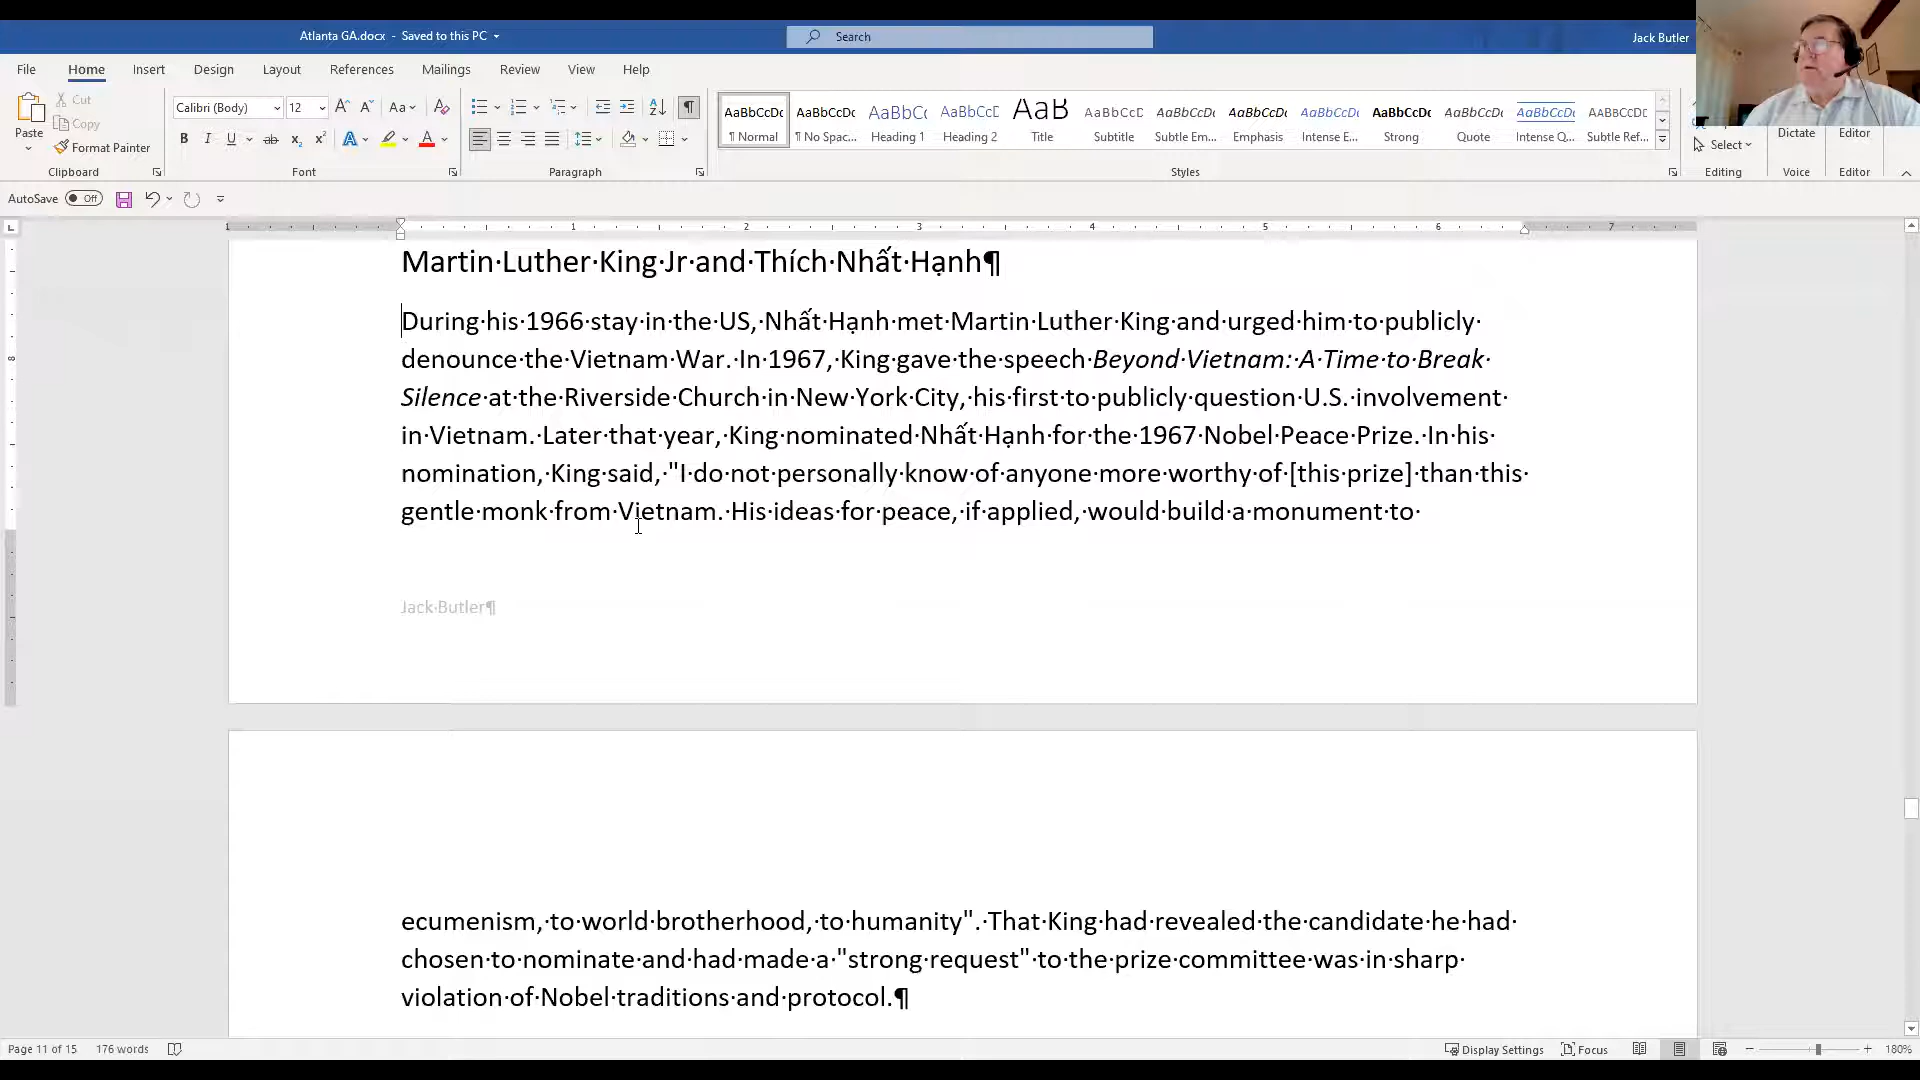 Atlanta GA.docx - Saved to this PC
Search
Jack Butler
File Home Insert Design Layout References Mailings Review View Help
Paste
Cut
Copy
Format Painter
Clipboard
Calibri (Body) 12
Font
Paragraph
AaBbCcDc AaBbCcDc AaBbC( AaBbCcD AaB AaBbCcD AaBbCcDc AaBbCcDc AaBbCcDc AaBbCcDc AaBbCcDc AaBbCcDc AABBCCDC
¶ Normal ¶ No Spac... Heading 1 Heading 2 Title Subtitle Subtle Em... Emphasis Intense E... Strong Quote Intense Q... Subtle Ref...
Styles
Select
Editing
Dictate
Voice
Editor
Editor
AutoSave Off
1 1 2 3 4 5 6 7
Martin·Luther·King·Jr·and·Thích·Nhất·Hạnh¶
During·his·1966·stay·in·the·US,·Nhất·Hạnh·met·Martin·Luther·King·and·urged·him·to·publicly·
denounce·the·Vietnam·War.·In·1967,·King·gave·the·speech·Beyond·Vietnam:·A·Time·to·Break·
Silence·at·the·Riverside·Church·in·New·York·City,·his·first·to·publicly·question·U.S.·involvement·
in·Vietnam.·Later·that·year,·King·nominated·Nhất·Hạnh·for·the·1967·Nobel·Peace·Prize.·In·his·
nomination,·King·said,·"I·do·not·personally·know·of·anyone·more·worthy·of·[this·prize]·than·this·
gentle·monk·from·Vietnam.·His·ideas·for·peace,·if·applied,·would·build·a·monument·to·
Jack·Butler¶
ecumenism,·to·world·brotherhood,·to·humanity".·That·King·had·revealed·the·candidate·he·had·
chosen·to·nominate·and·had·made·a·"strong·request"·to·the·prize·committee·was·in·sharp·
violation·of·Nobel·traditions·and·protocol.¶
Page 11 of 15 176 words
Display Settings Focus 180%